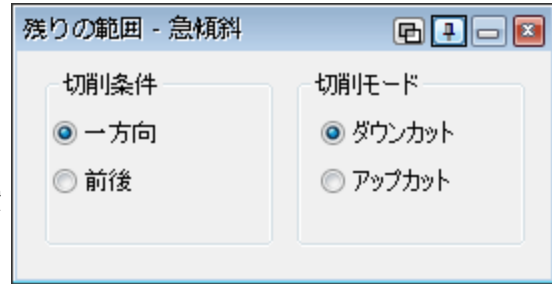 残りの範囲 - 急傾斜
切削条件
一方向
前後
切削モード
ダウンカット
アップカット